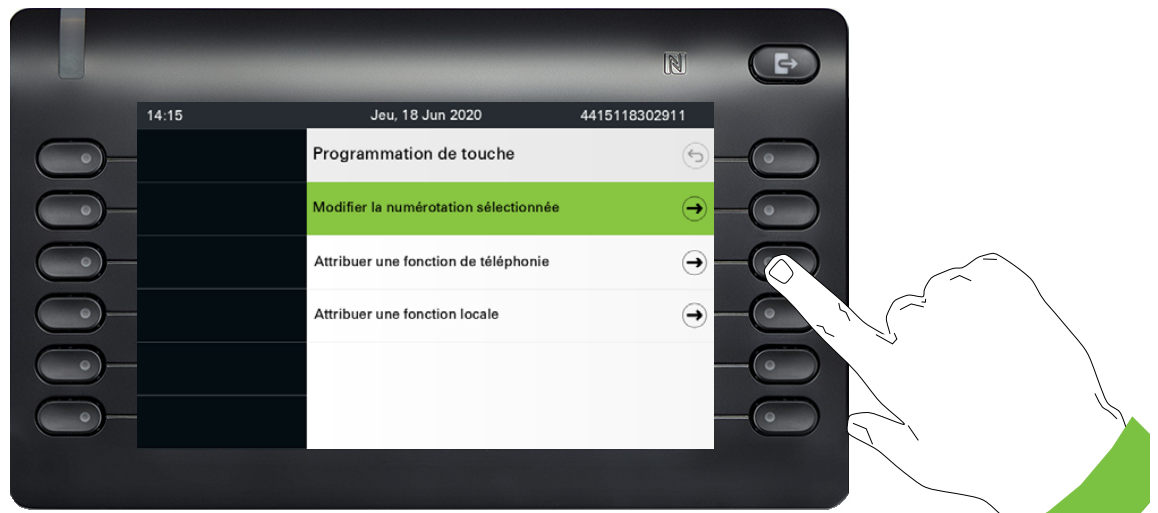 14:15 Jeu, 18 Jun 2020 4415118302911
Programmation de touche
Modifier la numérotation sélectionnée
Attribuer une fonction de téléphonie
Attribuer une fonction locale